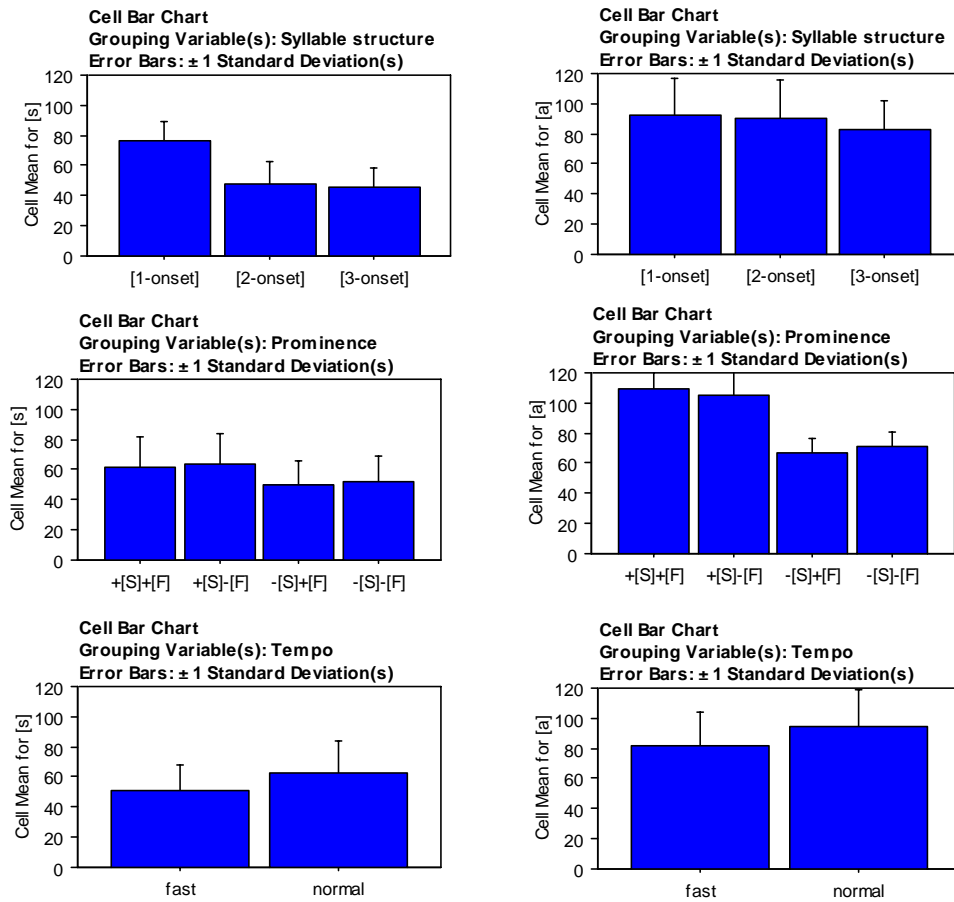 Cell Bar Chart
Grouping Variable(s): Syllable structure
Error Bars: ± 1 Standard Deviation(s)
120
100
80
60
40
20
0
Cell Mean for [s]
[1-onset] [2-onset] [3-onset]
Cell Bar Chart
Grouping Variable(s): Syllable structure
Error Bars: ± 1 Standard Deviation(s)
120
100
80
60
40
20
0
Cell Mean for [a]
[1-onset] [2-onset] [3-onset]
Cell Bar Chart
Grouping Variable(s): Prominence
Error Bars: ± 1 Standard Deviation(s)
120
100
80
60
40
20
0
Cell Mean for [s]
+[S]+[F] +[S]-[F] -[S]+[F] -[S]-[F]
Cell Bar Chart
Grouping Variable(s): Prominence
Error Bars: ± 1 Standard Deviation(s)
120
100
80
60
40
20
0
Cell Mean for [a]
+[S]+[F] +[S]-[F] -[S]+[F] -[S]-[F]
Cell Bar Chart
Grouping Variable(s): Tempo
Error Bars: ± 1 Standard Deviation(s)
120
100
80
60
40
20
0
Cell Mean for [s]
fast normal
Cell Bar Chart
Grouping Variable(s): Tempo
Error Bars: ± 1 Standard Deviation(s)
120
100
80
60
40
20
0
Cell Mean for [a]
fast normal